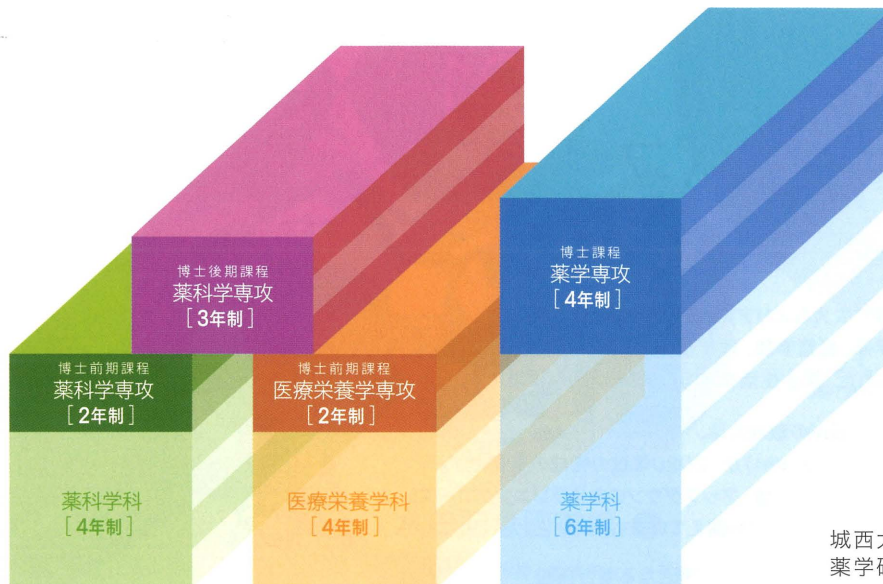 博士後期課程
薬科学専攻
[3年制]
博士課程
薬学専攻
[4年制]
博士前期課程
薬科学専攻
[2年制]
博士前期課程
医療栄養学専攻
[2年制]
薬科学科
[4年制]
医療栄養学科
[4年制]
薬学科
[6年制]
城西
薬学